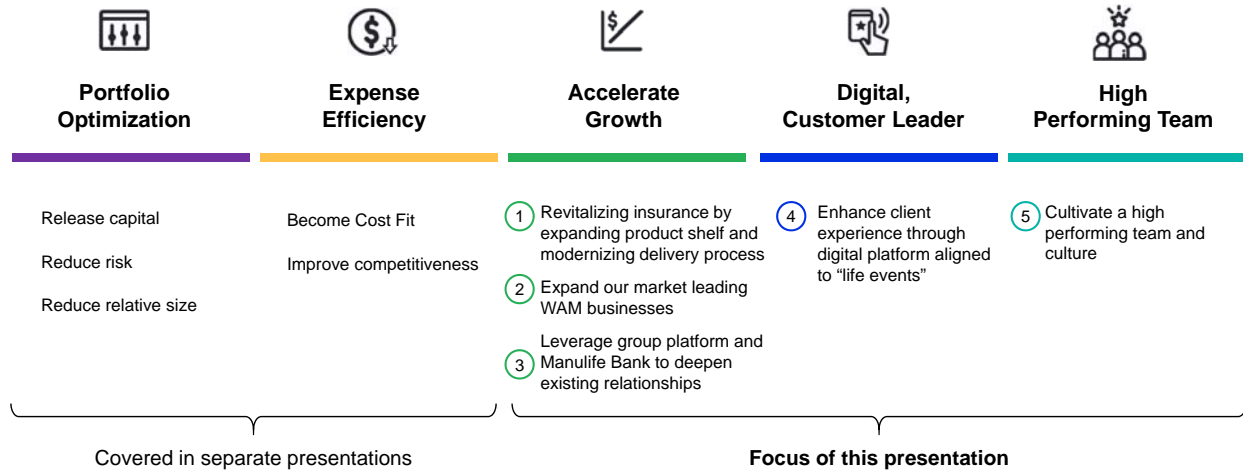 Portfolio
Optimization
Release capital
Reduce risk
Reduce relative size
Expense
Efficiency
Become Cost Fit
Improve competitiveness
$
Accelerate
Growth
1 Revitalizing insurance by
expanding product shelf and
modernizing delivery process
2 Expand our market leading
WAM businesses
3 Leverage group platform and
Manulife Bank to deepen
existing relationships
Digital,
Customer Leader
4 Enhance client
experience through
digital platform aligned
to “life events”
High
Performing Team
5 Cultivate a high
performing team and
culture
Covered in separate presentations
Focus of this presentation